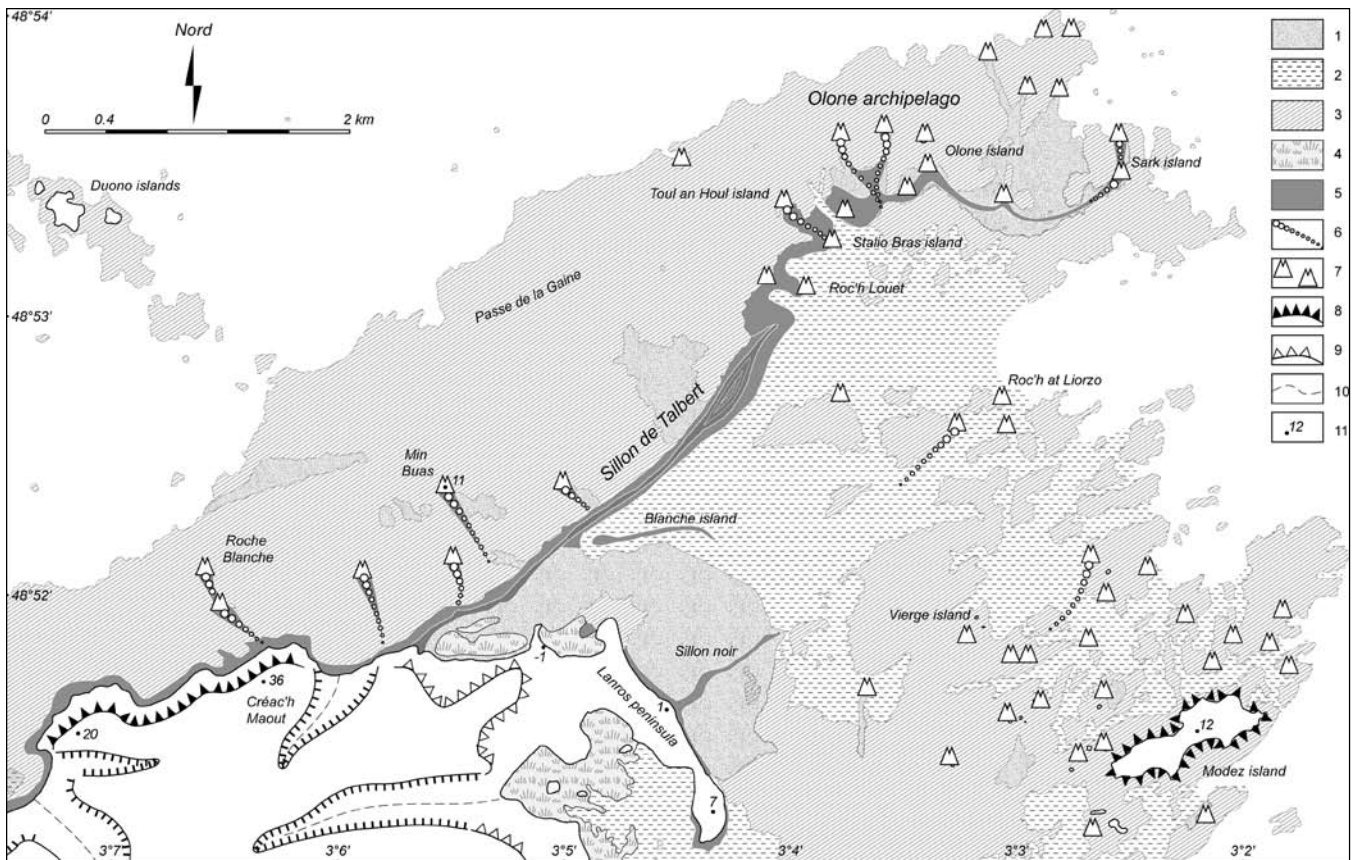 48°54'
Nord
0 0.4 2 km
Duono islands
Olone archipelago
Olone island
Sark island
Toul an Houl island
Stalio Bras island
Roc'h Louet
Passe de la Gaine
48°53'
Sillon de Talbert
Roc'h at Liorzo
Min
Buas
11
Blanche island
Roche
Blanche
48°52'
Vierge island
Sillon noir
-1
Lanros peninsula
36
Créac'h
Maout
1
20
12
Modez island
7
3°7' 3°6' 3°5' 3°4' 3°3' 3°2'
1
2
3
4
5
6
7
8
9
10
12 11